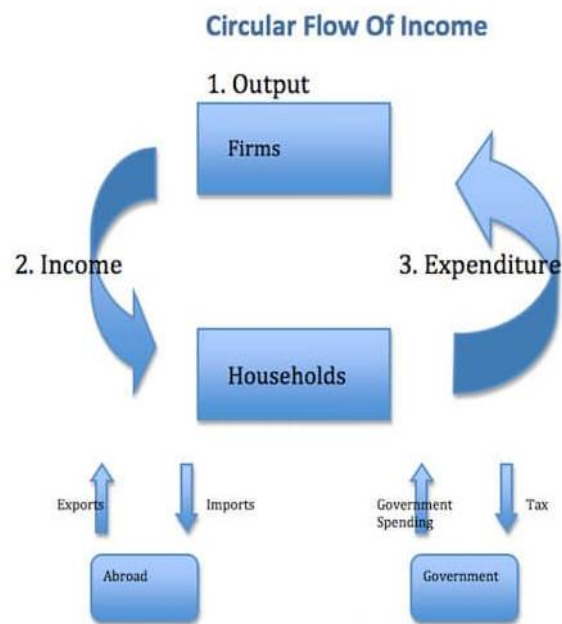 Circular Flow Of Income
1. Output
Firms
2. Income
3. Expenditure
Households
Exports
Imports
Government
Spending
Tax
Abroad
Government